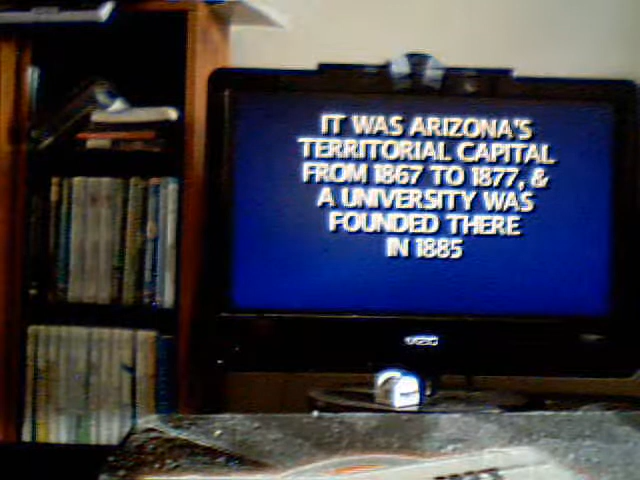 IT WAS ARIZONA'S
TERRITORIAL CAPITAL
FROM 1867 TO 1877, &
A UNIVERSITY WAS
FOUNDED THERE
IN 1885
VIZIO